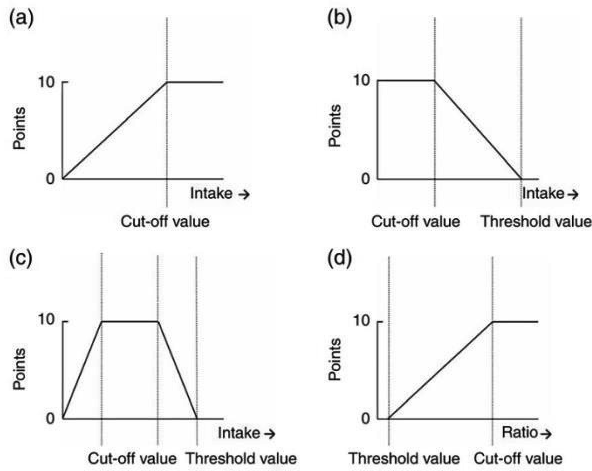 (a)
10
Points
0
Intake →
Cut-off value
(b)
10
Points
0
Intake →
Cut-off value Threshold value
(c)
10
Points
0
Intake →
Cut-off value Threshold value
(d)
10
Points
0
Ratio →
Threshold value Cut-off value